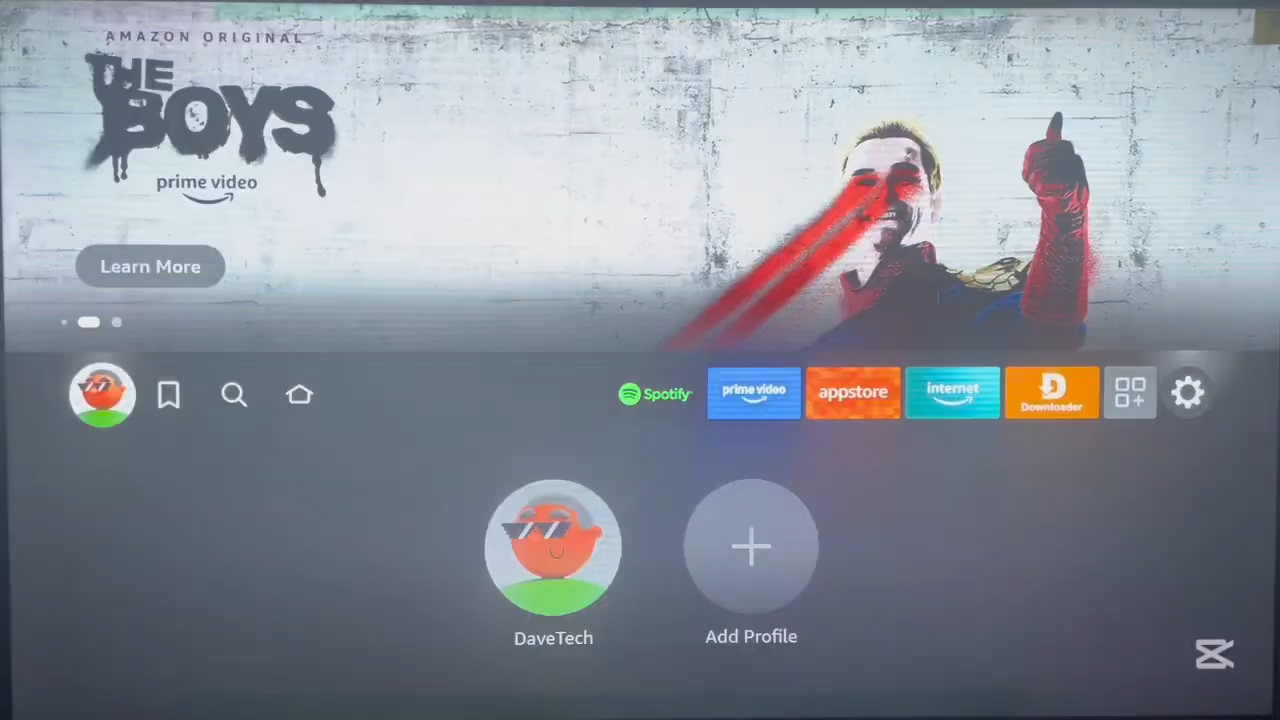 AMAZON ORIGINAL
THE
BOYS
prime video
Learn More
Spotify
prime video
appstore
internet
Downloader
DaveTech
Add Profile